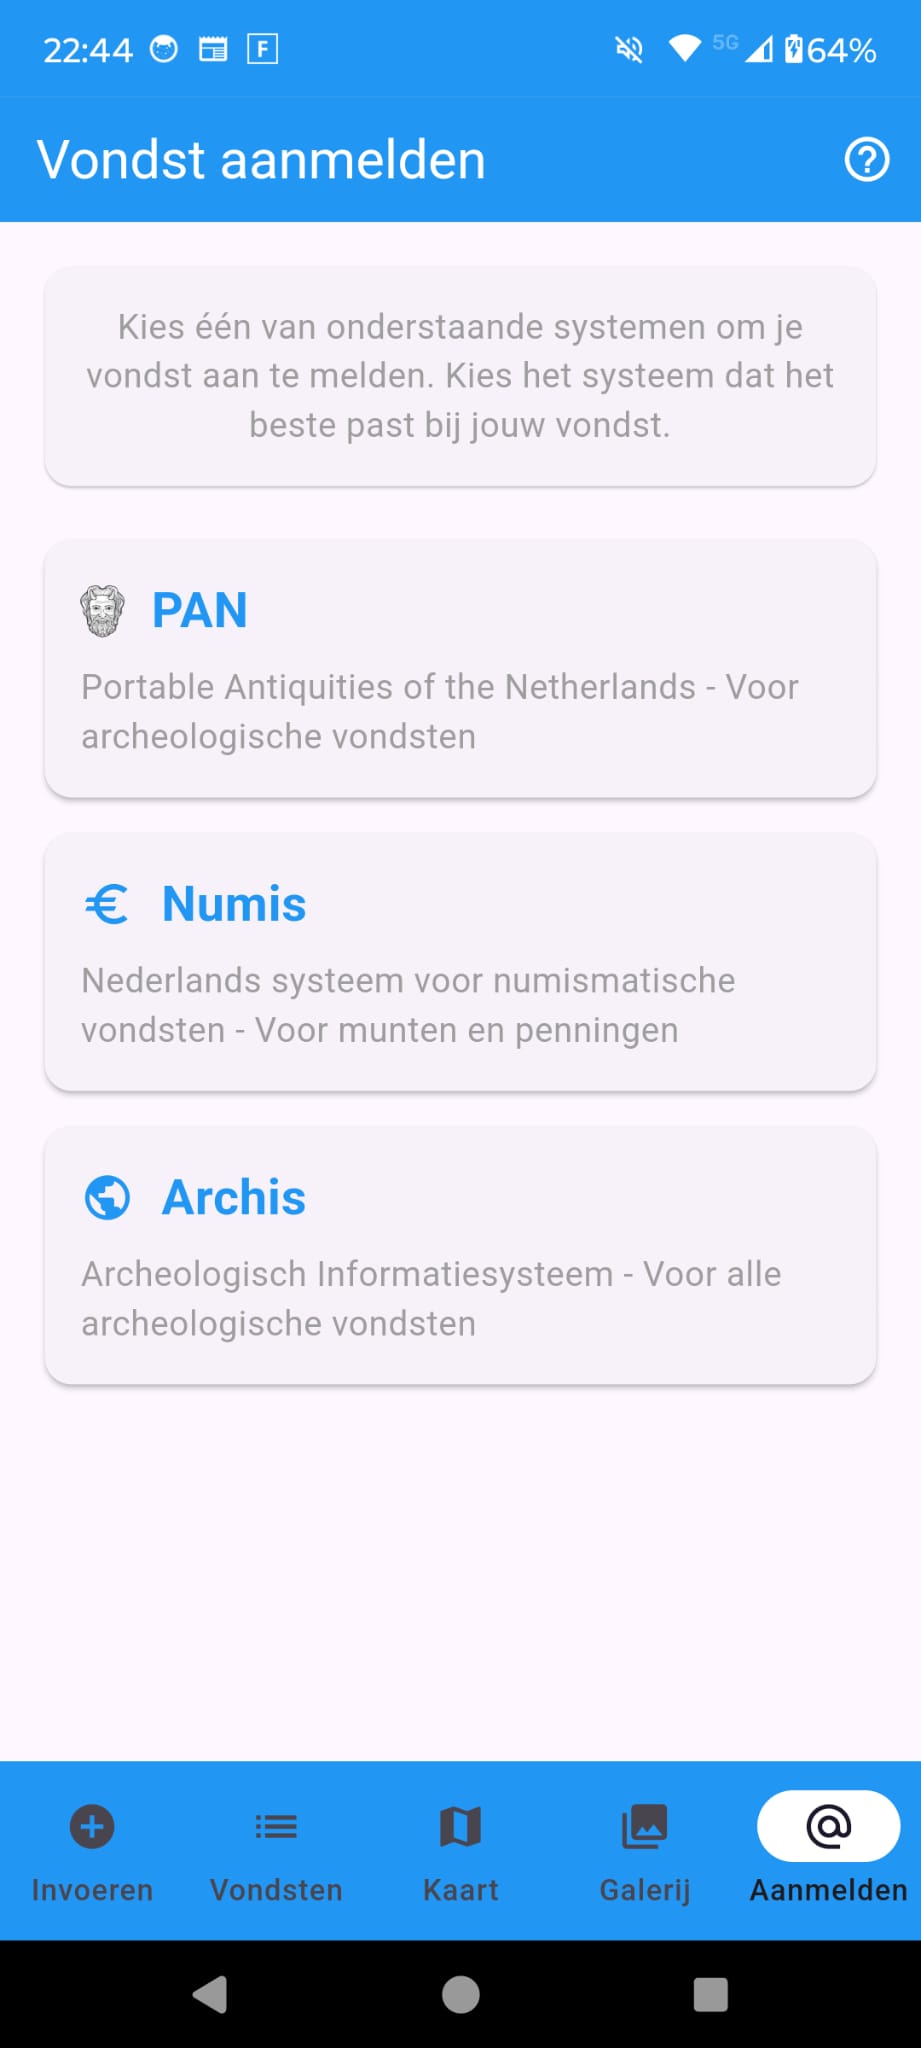 22:44
F
5G
64%
Vondst aanmelden
Kies één van onderstaande systemen om je
vondst aan te melden. Kies het systeem dat het
beste past bij jouw vondst.
PAN
Portable Antiquities of the Netherlands - Voor
archeologische vondsten
Numis
Nederlands systeem voor numismatische
vondsten - Voor munten en penningen
Archis
Archeologisch Informatiesysteem - Voor alle
archeologische vondsten
Invoeren
Vondsten
Kaart
Galerij
Aanmelden